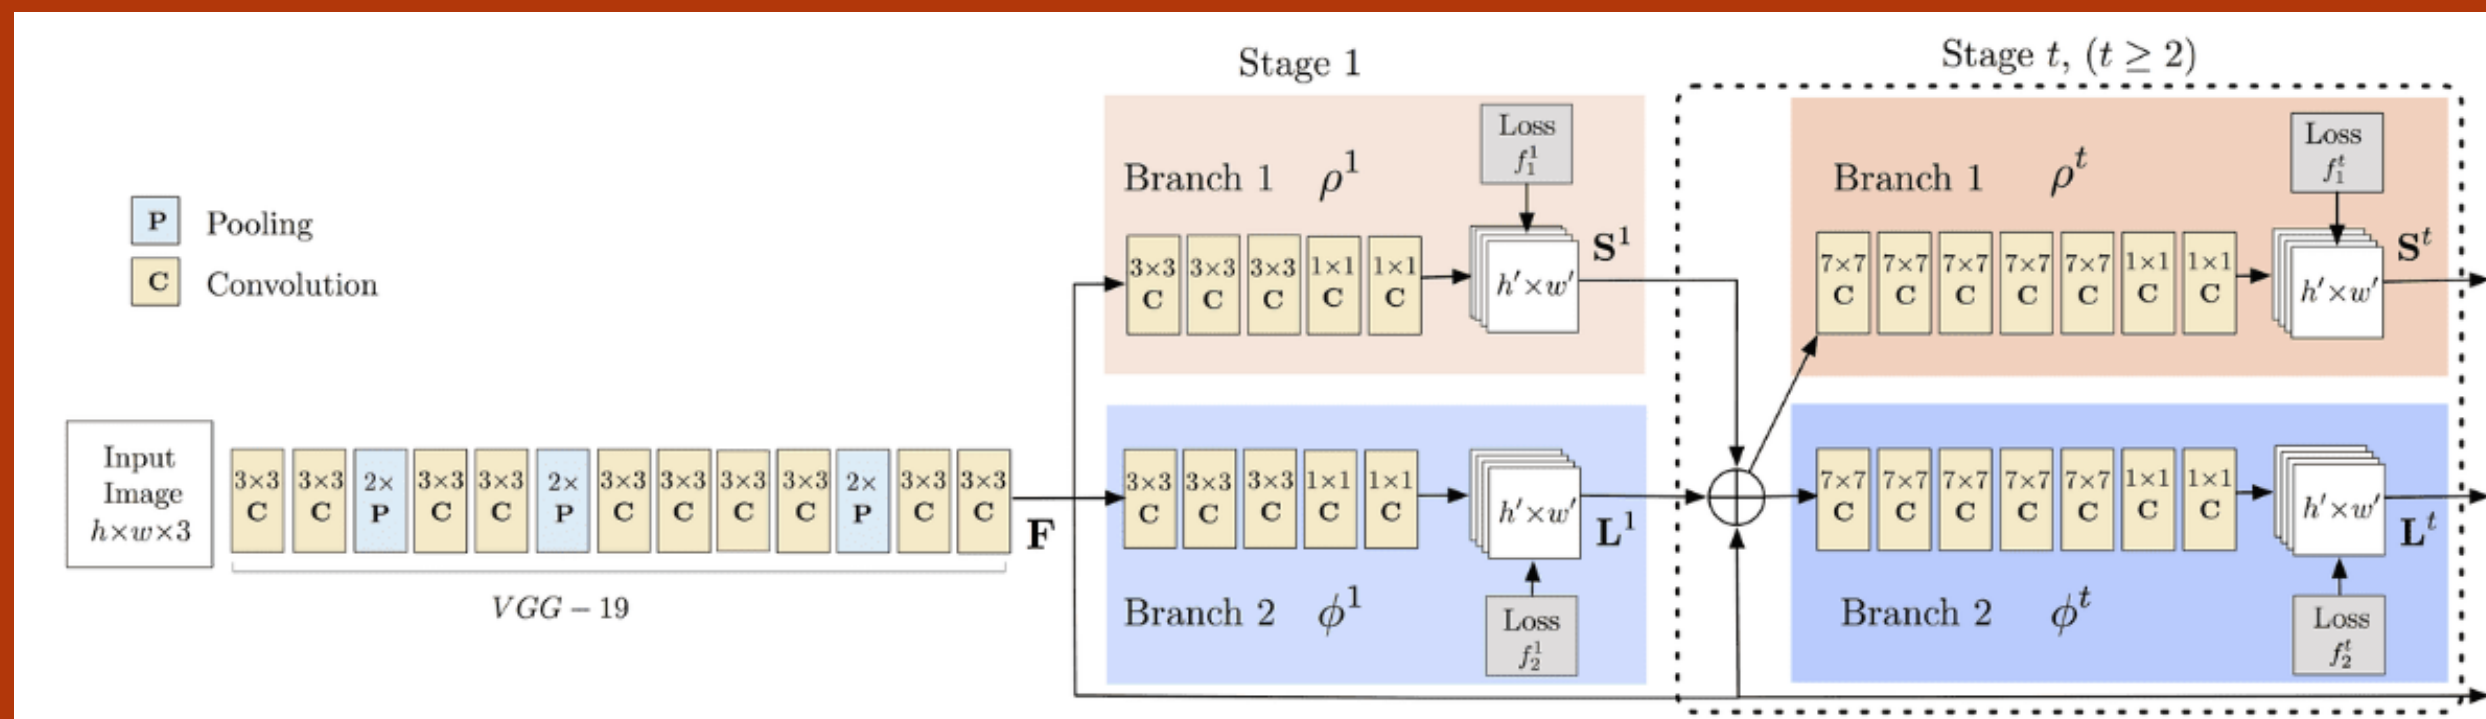 Stage 1
Stage t, (t ≥ 2)
P Pooling
C Convolution
Branch 1 ρ¹
Loss
f₁¹
3×3 3×3 3×3 1×1 1×1
C C C C C
h′×w′
S¹
Branch 1 ρᵗ
Loss
f₁ᵗ
7×7 7×7 7×7 7×7 7×7 1×1 1×1
C C C C C C C
h′×w′
Sᵗ
Input
Image
h×w×3
3×3 3×3 2× 3×3 3×3 2× 3×3 3×3 3×3 3×3 2× 3×3 3×3
C C P C C P C C C C P C C
VGG − 19
F
3×3 3×3 3×3 1×1 1×1
C C C C C
h′×w′
L¹
Branch 2 ϕ¹
Loss
f₂¹
7×7 7×7 7×7 7×7 7×7 1×1 1×1
C C C C C C C
h′×w′
Lᵗ
Branch 2 ϕᵗ
Loss
f₂ᵗ